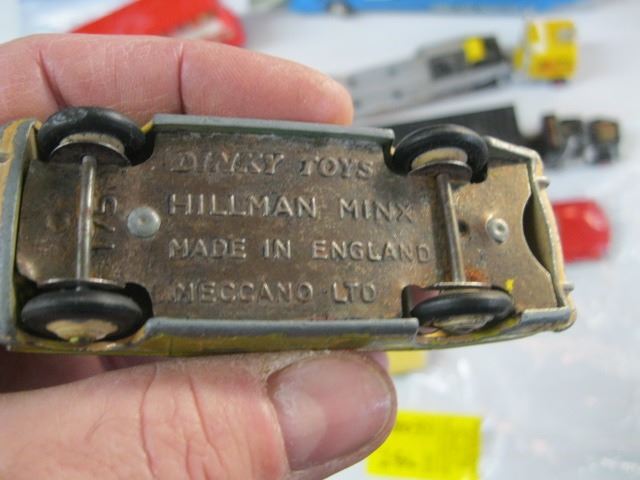 DINKY TOYS
HILLMAN MINX
MADE IN ENGLAND
MECCANO LTD
175